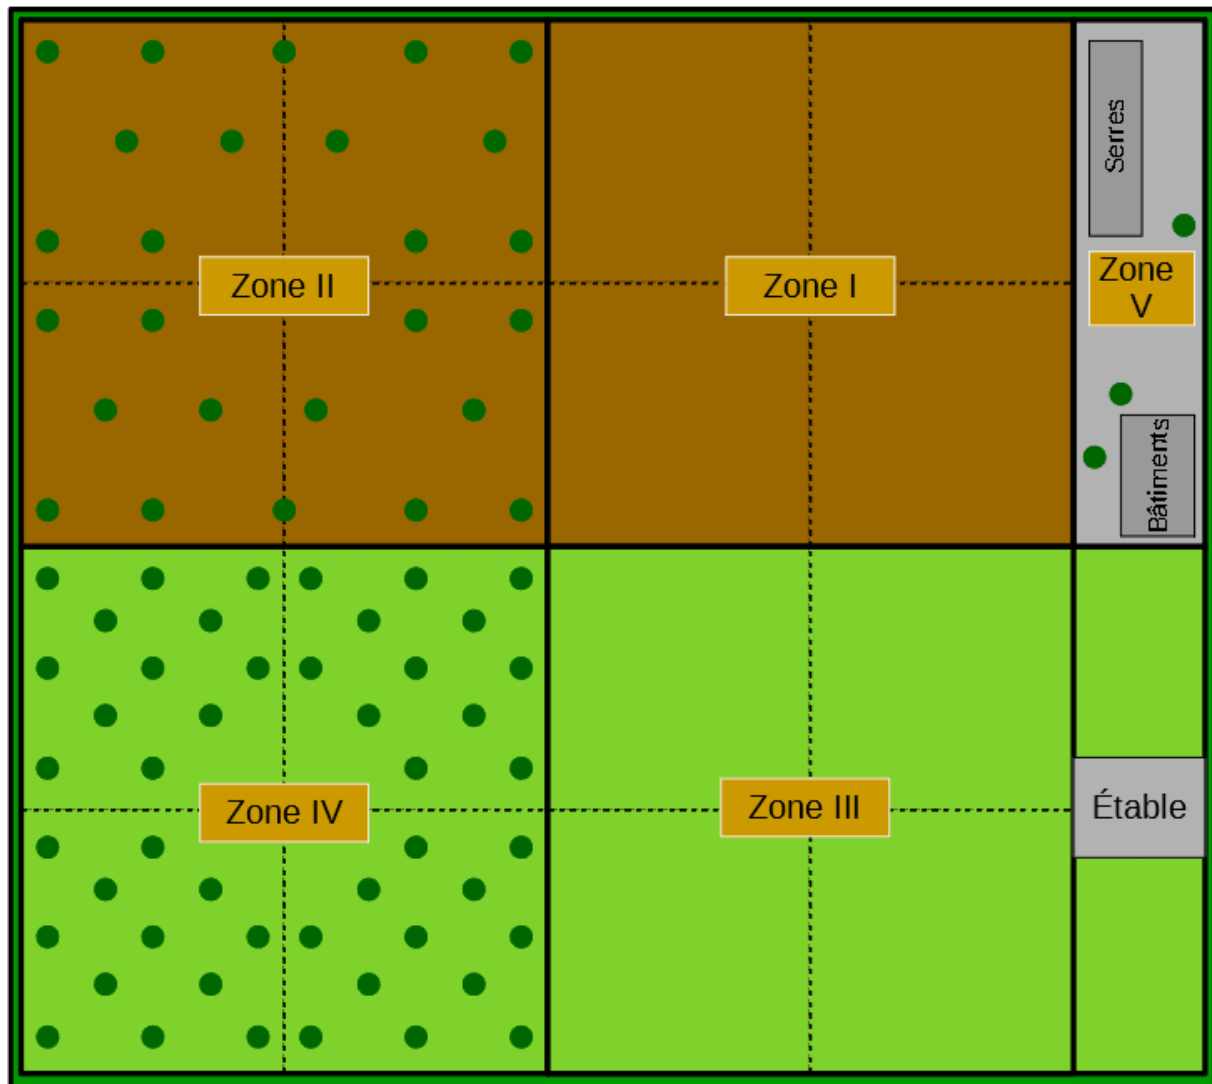 Serres
Zone II
Zone I
Zone
V
Bâtiments
Zone IV
Zone III
Étable